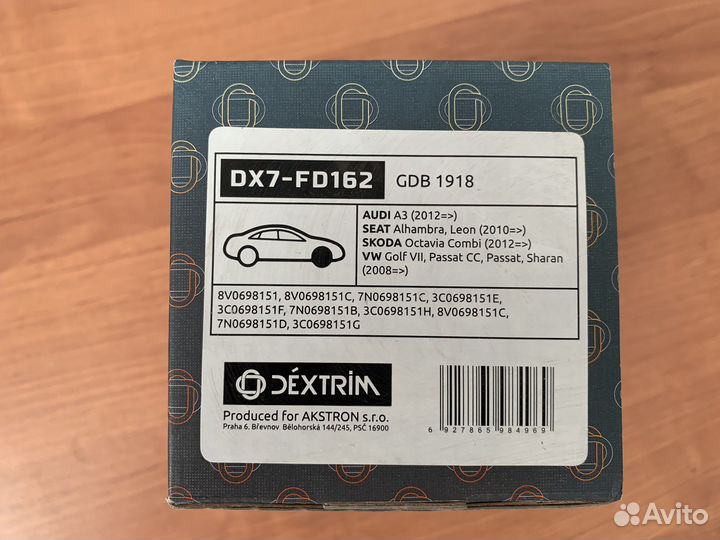 DX7-FD162 GDB 1918
AUDI A3 (2012=>)
SEAT Alhambra, Leon (2010=>)
SKODA Octavia Combi (2012=>)
VW Golf VII, Passat CC, Passat, Sharan
(2008=>)
8V0698151, 8V0698151C, 7N0698151C, 3C0698151E,
3C0698151F, 7N0698151B, 3C0698151H, 8V0698151C,
7N0698151D, 3C0698151G
DÉXTRIM
Produced for AKSTRON s.r.o.
Praha 6. Břevnov Bělohorská 144/245, PSČ 16900
6 927865 984969
Avito